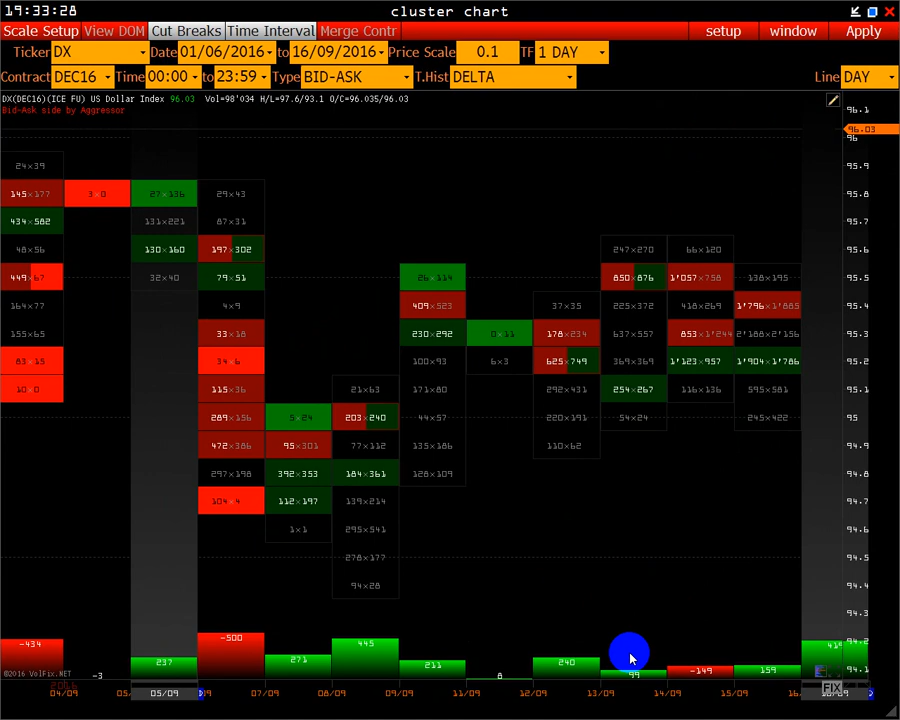 19:33:28 cluster chart
Scale Setup View DOM Cut Breaks Time Interval Merge Contr setup window Apply
Ticker DX Date 01/06/2016 to 16/09/2016 Price Scale 0.1 TF 1 DAY
Contract DEC16 Time 00:00 to 23:59 Type BID-ASK T.Hist DELTA Line DAY
DX(DEC16)(ICE FU) US Dollar Index 96.03 Vol=98'034 H/L=97.6/93.1 O/C=96.035/96.03 96.1
Bid-Ask side by Aggressor
96.03
96
24×39 95.9
145×177 3×0 27×136 29×43 95.8
434×582 131×221 87×31 95.7
48×56 130×160 197×302 247×270 66×120 95.6
449×67 32×40 79×51 26×114 850×876 1'057×758 138×195 95.5
164×77 4×9 409×523 37×35 225×372 418×269 1'796×1'885 95.4
155×65 33×18 230×292 0×11 178×234 637×557 853×1'244 2'188×2'156 95.3
83×15 34×6 100×93 6×3 625×749 369×369 1'123×957 1'904×1'786 95.2
10×0 115×36 21×63 171×80 292×431 254×267 116×136 595×581 95.1
289×156 5×24 203×240 44×57 220×191 54×24 245×422 95
472×386 95×301 77×112 135×186 110×62 94.9
297×198 392×353 184×361 128×109 94.8
104×4 112×197 139×214 94.7
1×1 295×541 94.6
278×177 94.5
94×28 94.4
94.3
-434 -500 445 94.2
237 271 211 240 159 94.1
©2016 VolFix.NET -3 8 99 -149
2016 04/09 05/09 07/09 08/09 09/09 11/09 12/09 13/09 14/09 15/09
FIX